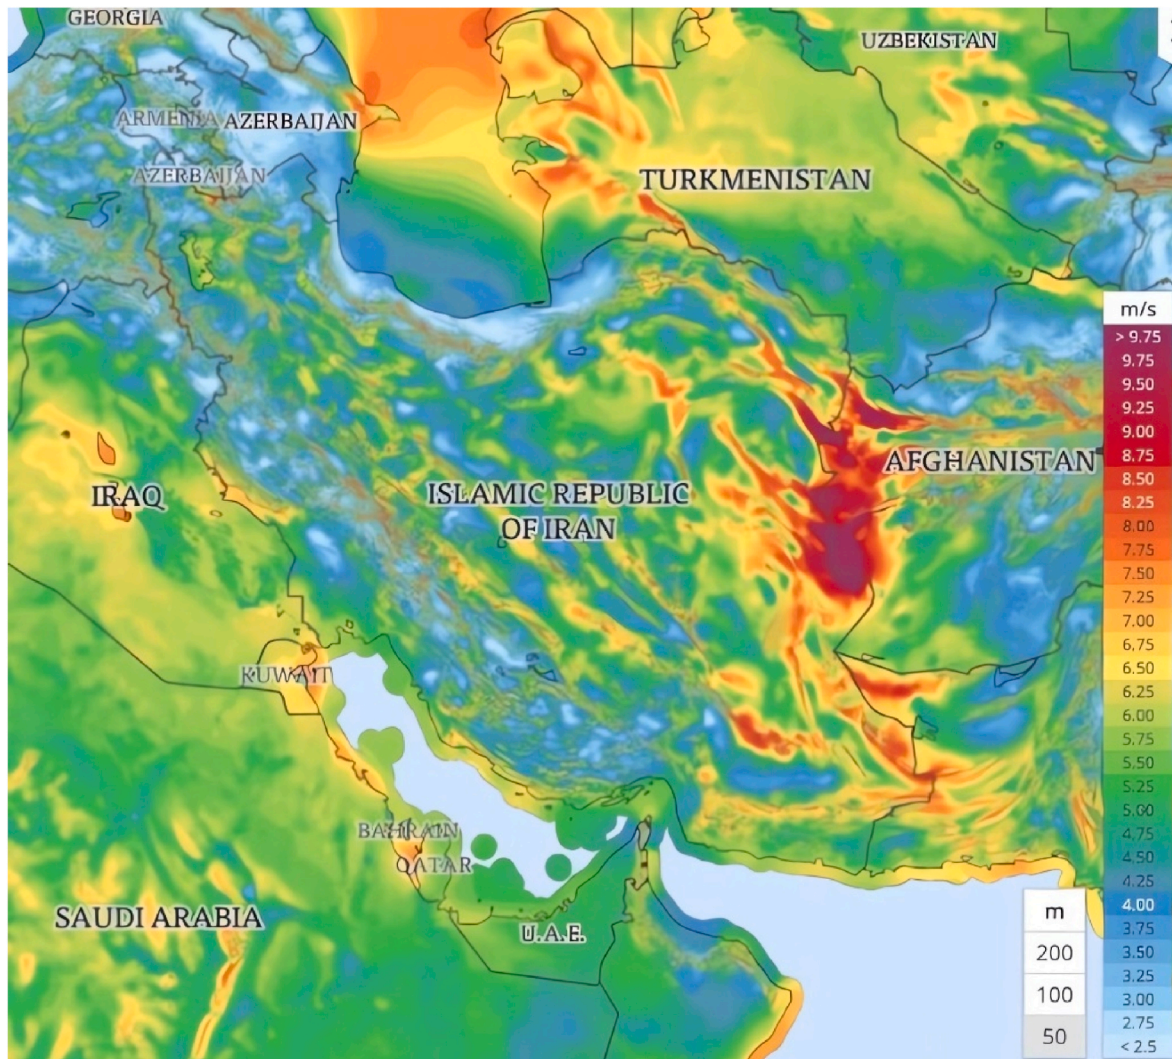 GEORGIA
UZBEKISTAN
ARMENIA
AZERBAIJAN
AZERBAIJAN
TURKMENISTAN
IRAQ
ISLAMIC REPUBLIC
OF IRAN
AFGHANISTAN
KUWAIT
BAHRAIN
QATAR
SAUDI ARABIA
U.A.E.
m/s
> 9.75
9.75
9.50
9.25
9.00
8.75
8.50
8.25
8.00
7.75
7.50
7.25
7.00
6.75
6.50
6.25
6.00
5.75
5.50
5.25
5.00
4.75
4.50
4.25
4.00
3.75
3.50
3.25
3.00
2.75
< 2.5
m
200
100
50